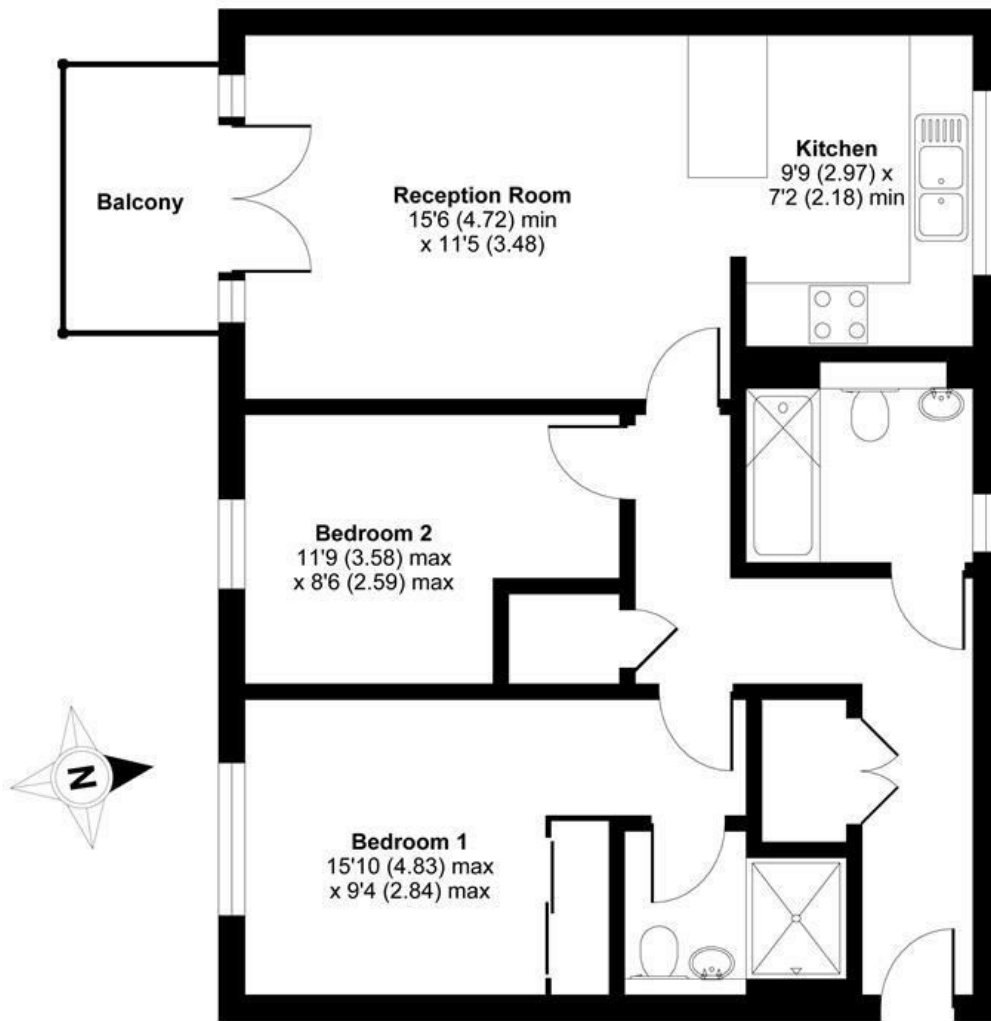 Balcony
Reception Room
15'6 (4.72) min
x 11'5 (3.48)
Kitchen
9'9 (2.97) x
7'2 (2.18) min
Bedroom 2
11'9 (3.58) max
x 8'6 (2.59) max
N
Bedroom 1
15'10 (4.83) max
x 9'4 (2.84) max